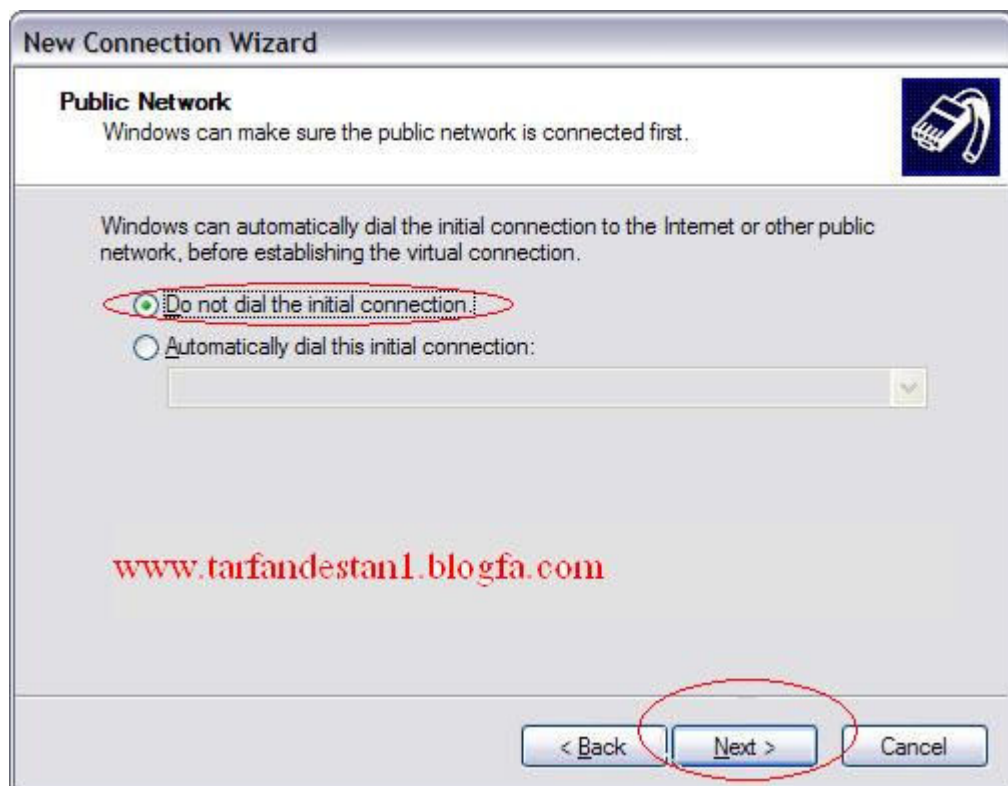 New Connection Wizard
Public Network
Windows can make sure the public network is connected first.
Windows can automatically dial the initial connection to the Internet or other public
network, before establishing the virtual connection.
Do not dial the initial connection.
Automatically dial this initial connection:
www.tarfandestan1.blogfa.com
< Back
Next >
Cancel